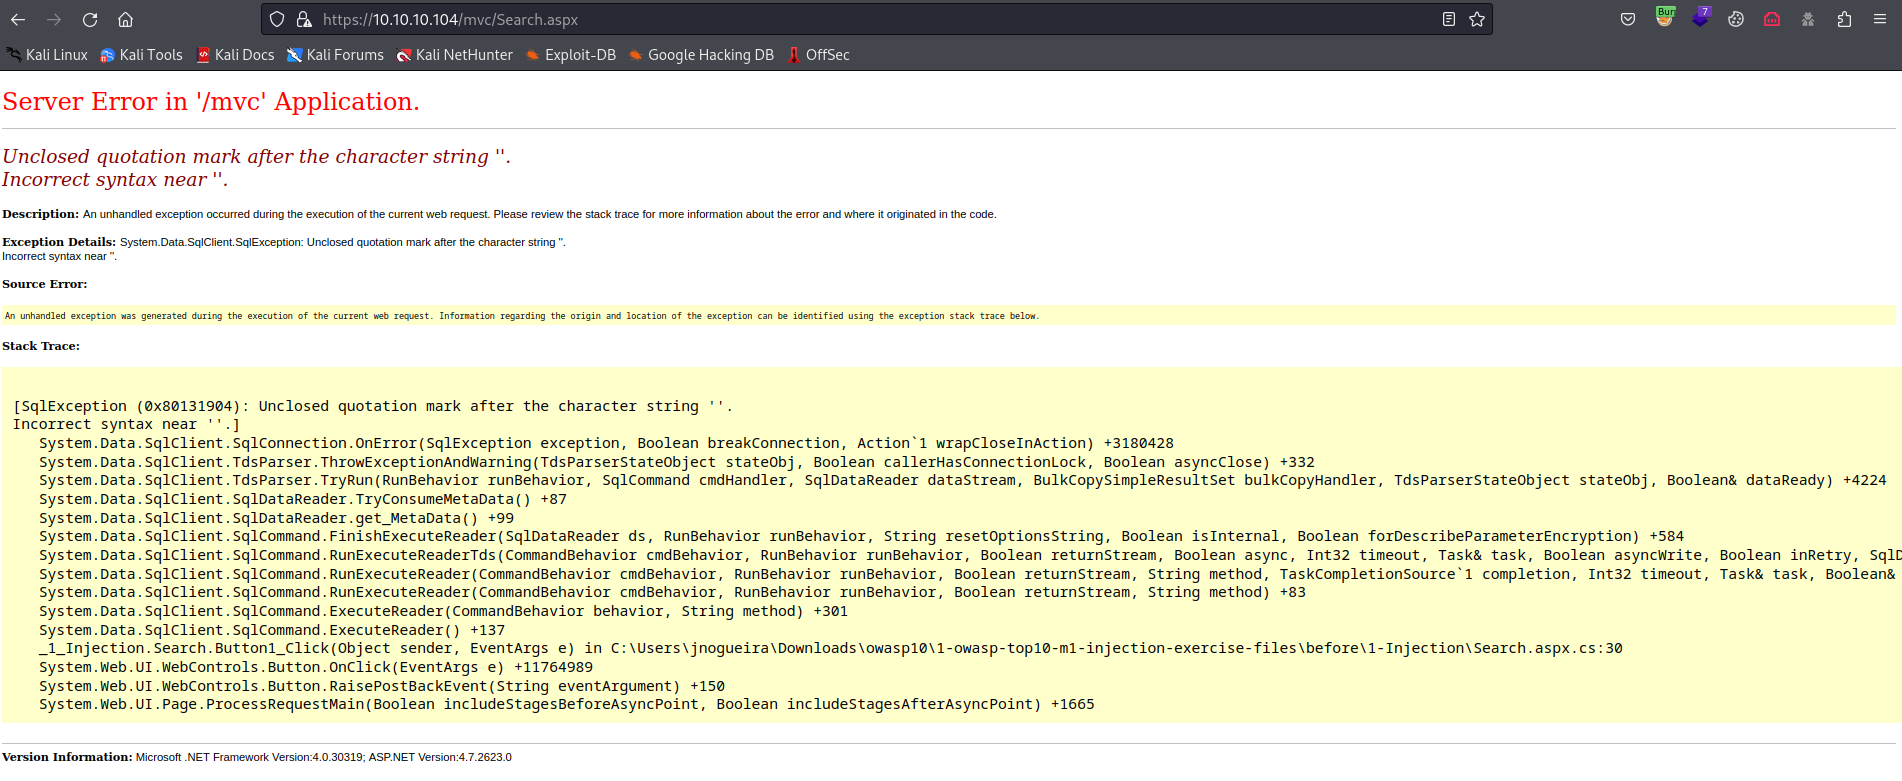 https://10.10.10.104/mvc/Search.aspx
Burp
7
Kali Linux Kali Tools Kali Docs Kali Forums Kali NetHunter Exploit-DB Google Hacking DB OffSec
Server Error in '/mvc' Application.
Unclosed quotation mark after the character string ''.
Incorrect syntax near ''.
Description: An unhandled exception occurred during the execution of the current web request. Please review the stack trace for more information about the error and where it originated in the code.
Exception Details: System.Data.SqlClient.SqlException: Unclosed quotation mark after the character string ''.
Incorrect syntax near ''.
Source Error:
An unhandled exception was generated during the execution of the current web request. Information regarding the origin and location of the exception can be identified using the exception stack trace below.
Stack Trace:
[SqlException (0x80131904): Unclosed quotation mark after the character string ''.
Incorrect syntax near ''.]
System.Data.SqlClient.SqlConnection.OnError(SqlException exception, Boolean breakConnection, Action`1 wrapCloseInAction) +3180428
System.Data.SqlClient.TdsParser.ThrowExceptionAndWarning(TdsParserStateObject stateObj, Boolean callerHasConnectionLock, Boolean asyncClose) +332
System.Data.SqlClient.TdsParser.TryRun(RunBehavior runBehavior, SqlCommand cmdHandler, SqlDataReader dataStream, BulkCopySimpleResultSet bulkCopyHandler, TdsParserStateObject stateObj, Boolean& dataReady) +4224
System.Data.SqlClient.SqlDataReader.TryConsumeMetaData() +87
System.Data.SqlClient.SqlDataReader.get_MetaData() +99
System.Data.SqlClient.SqlCommand.FinishExecuteReader(SqlDataReader ds, RunBehavior runBehavior, String resetOptionsString, Boolean isInternal, Boolean forDescribeParameterEncryption) +584
System.Data.SqlClient.SqlCommand.RunExecuteReaderTds(CommandBehavior cmdBehavior, RunBehavior runBehavior, Boolean returnStream, Boolean async, Int32 timeout, Task& task, Boolean asyncWrite, Boolean inRetry, SqlD
System.Data.SqlClient.SqlCommand.RunExecuteReader(CommandBehavior cmdBehavior, RunBehavior runBehavior, Boolean returnStream, String method, TaskCompletionSource`1 completion, Int32 timeout, Task& task, Boolean&
System.Data.SqlClient.SqlCommand.RunExecuteReader(CommandBehavior cmdBehavior, RunBehavior runBehavior, Boolean returnStream, String method) +83
System.Data.SqlClient.SqlCommand.ExecuteReader(CommandBehavior behavior, String method) +301
System.Data.SqlClient.SqlCommand.ExecuteReader() +137
_1_Injection.Search.Button1_Click(Object sender, EventArgs e) in C:\Users\jnogueira\Downloads\owasp10\1-owasp-top10-m1-injection-exercise-files\before\1-Injection\Search.aspx.cs:30
System.Web.UI.WebControls.Button.OnClick(EventArgs e) +11764989
System.Web.UI.WebControls.Button.RaisePostBackEvent(String eventArgument) +150
System.Web.UI.Page.ProcessRequestMain(Boolean includeStagesBeforeAsyncPoint, Boolean includeStagesAfterAsyncPoint) +1665
Version Information: Microsoft .NET Framework Version:4.0.30319; ASP.NET Version:4.7.2623.0